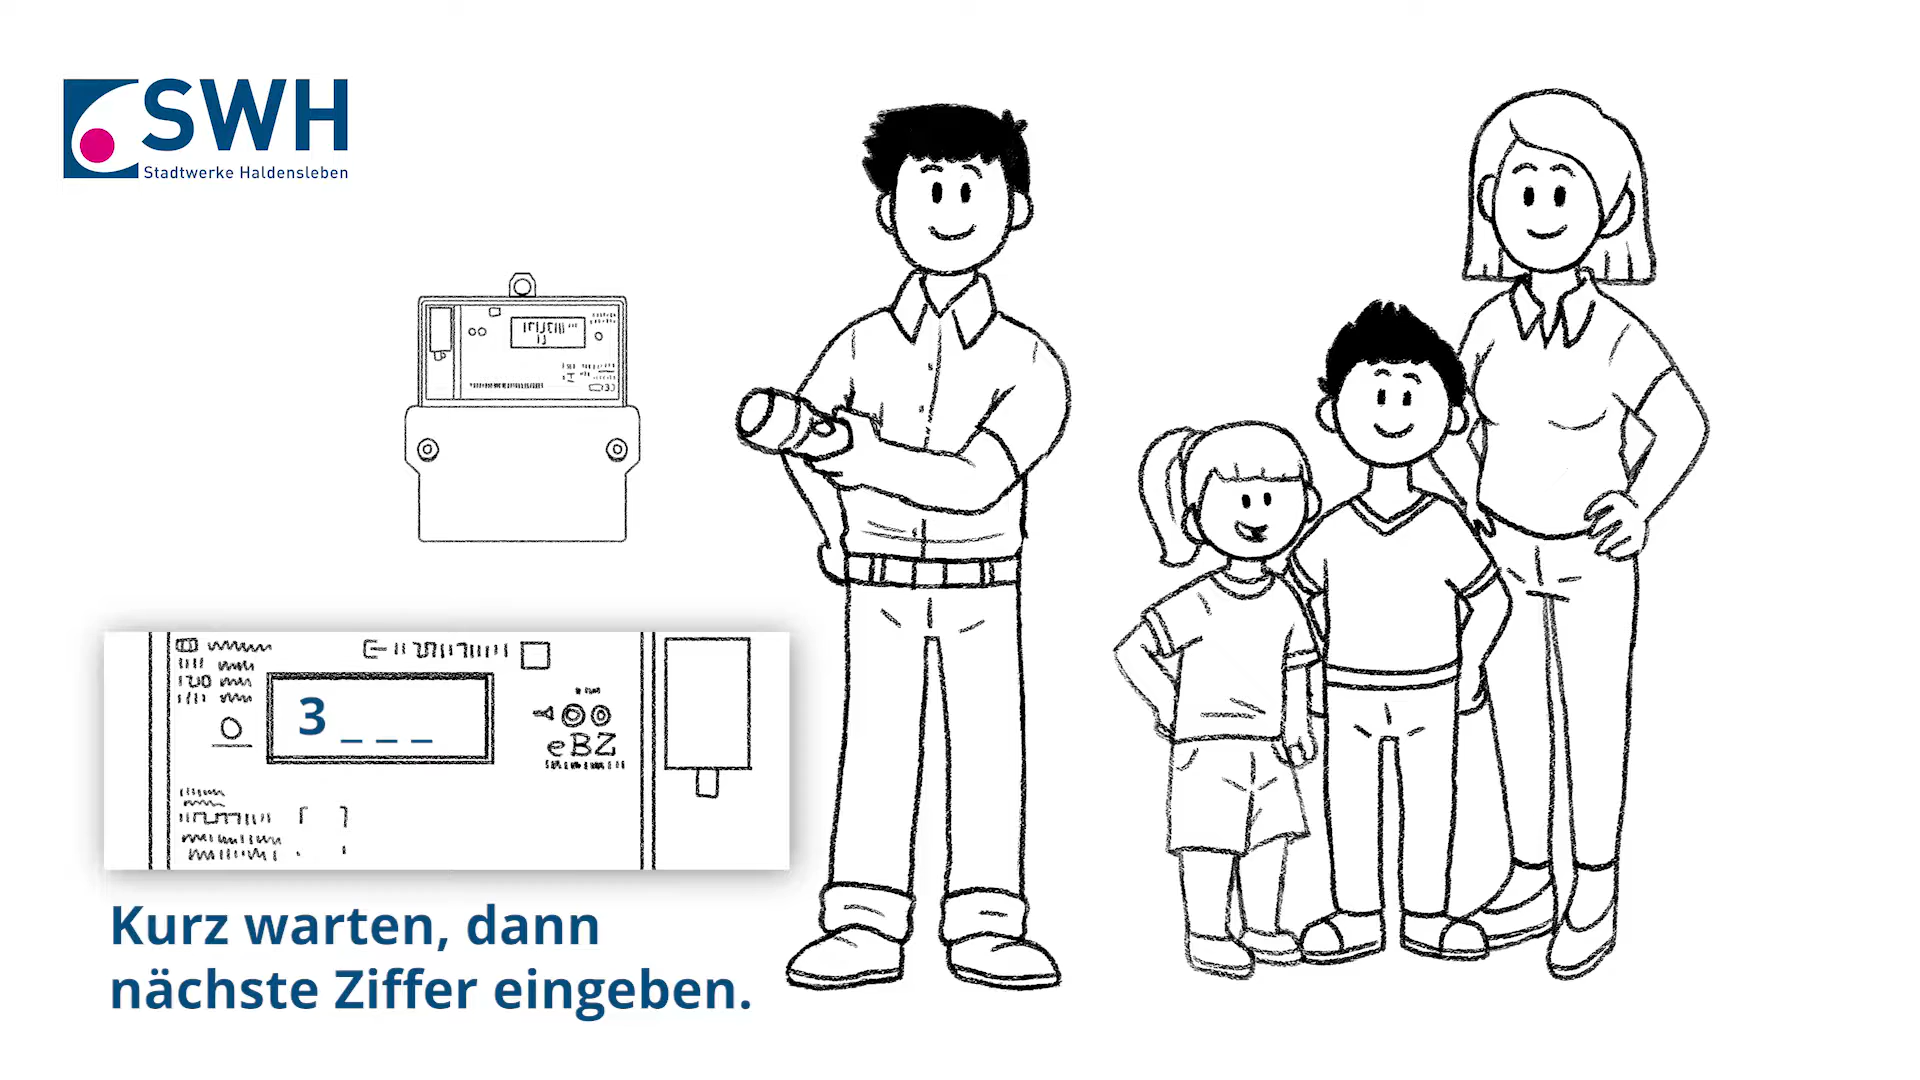 SWH
Stadtwerke Haldensleben
3 _ _ _
eBZ
Kurz warten, dann
nächste Ziffer eingeben.